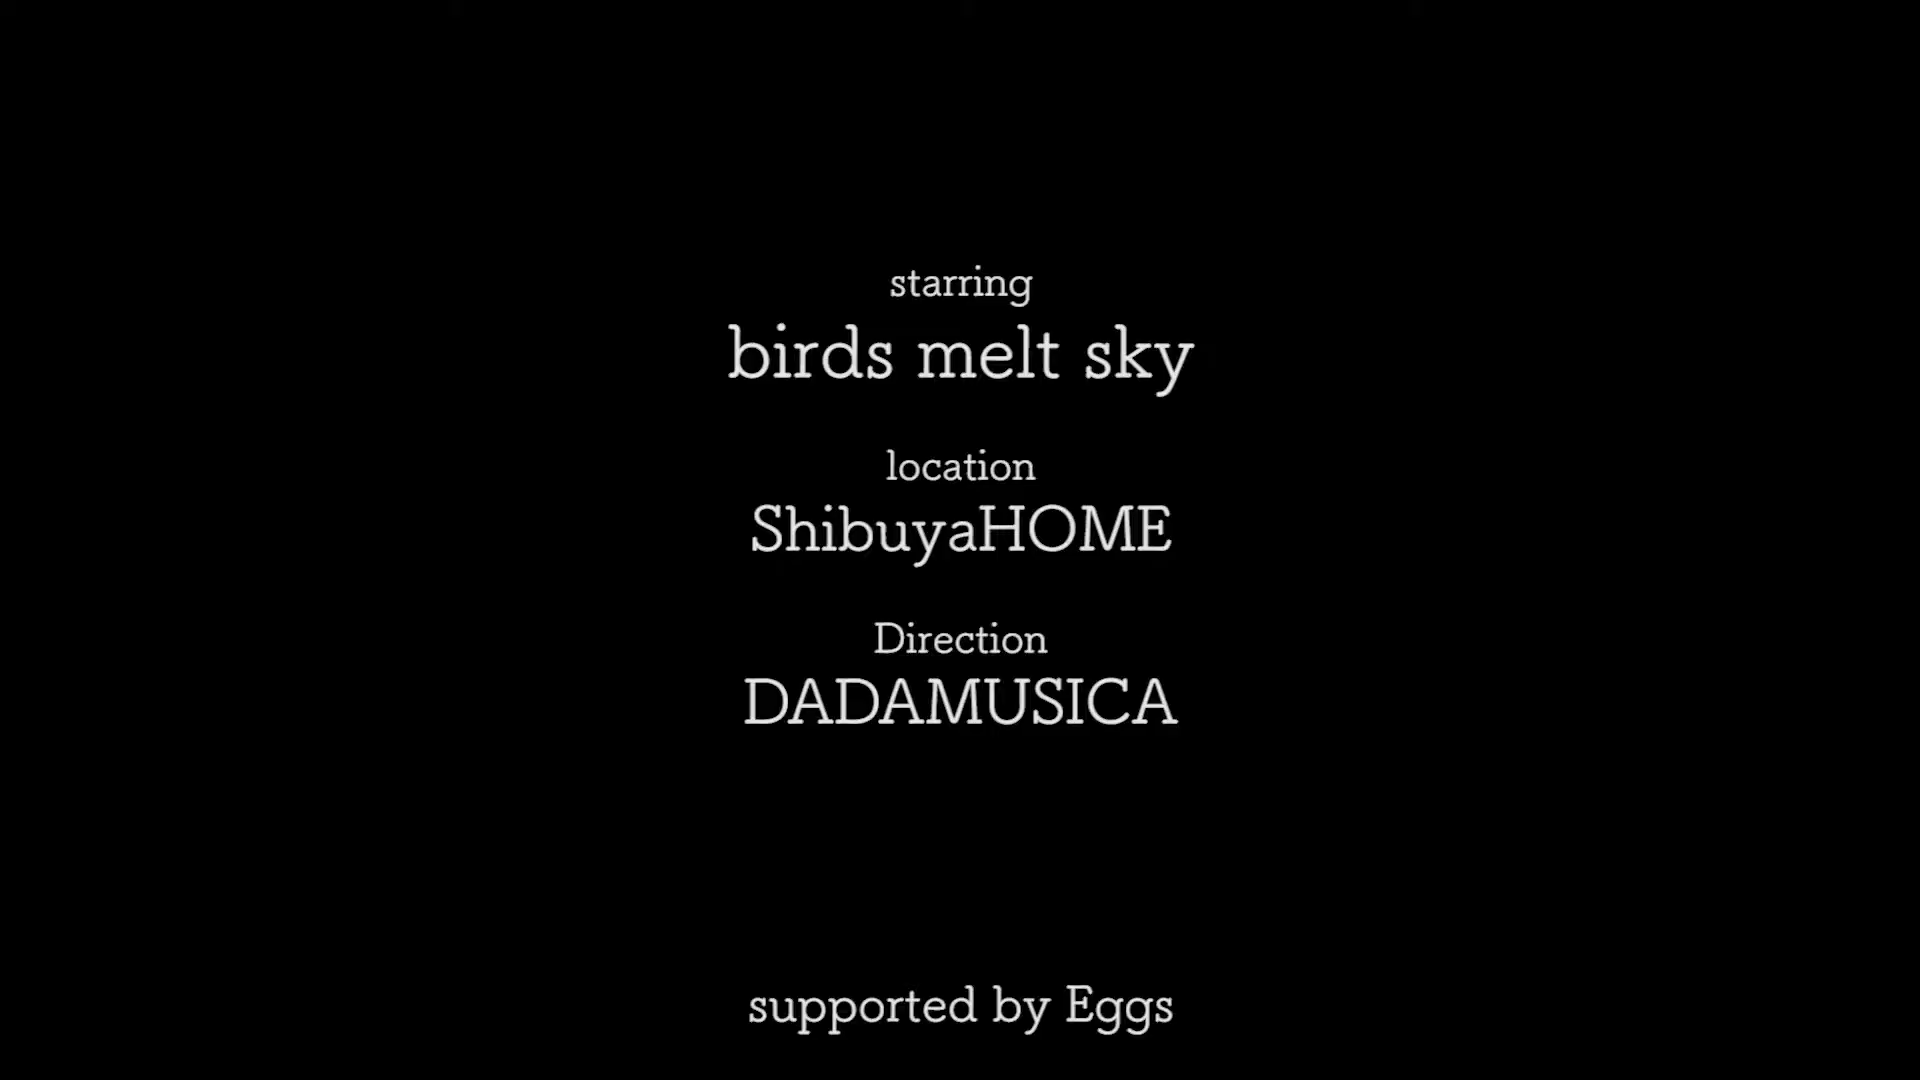 starring
birds melt sky
location
ShibuyaHOME
Direction
DADAMUSICA
supported by Eggs